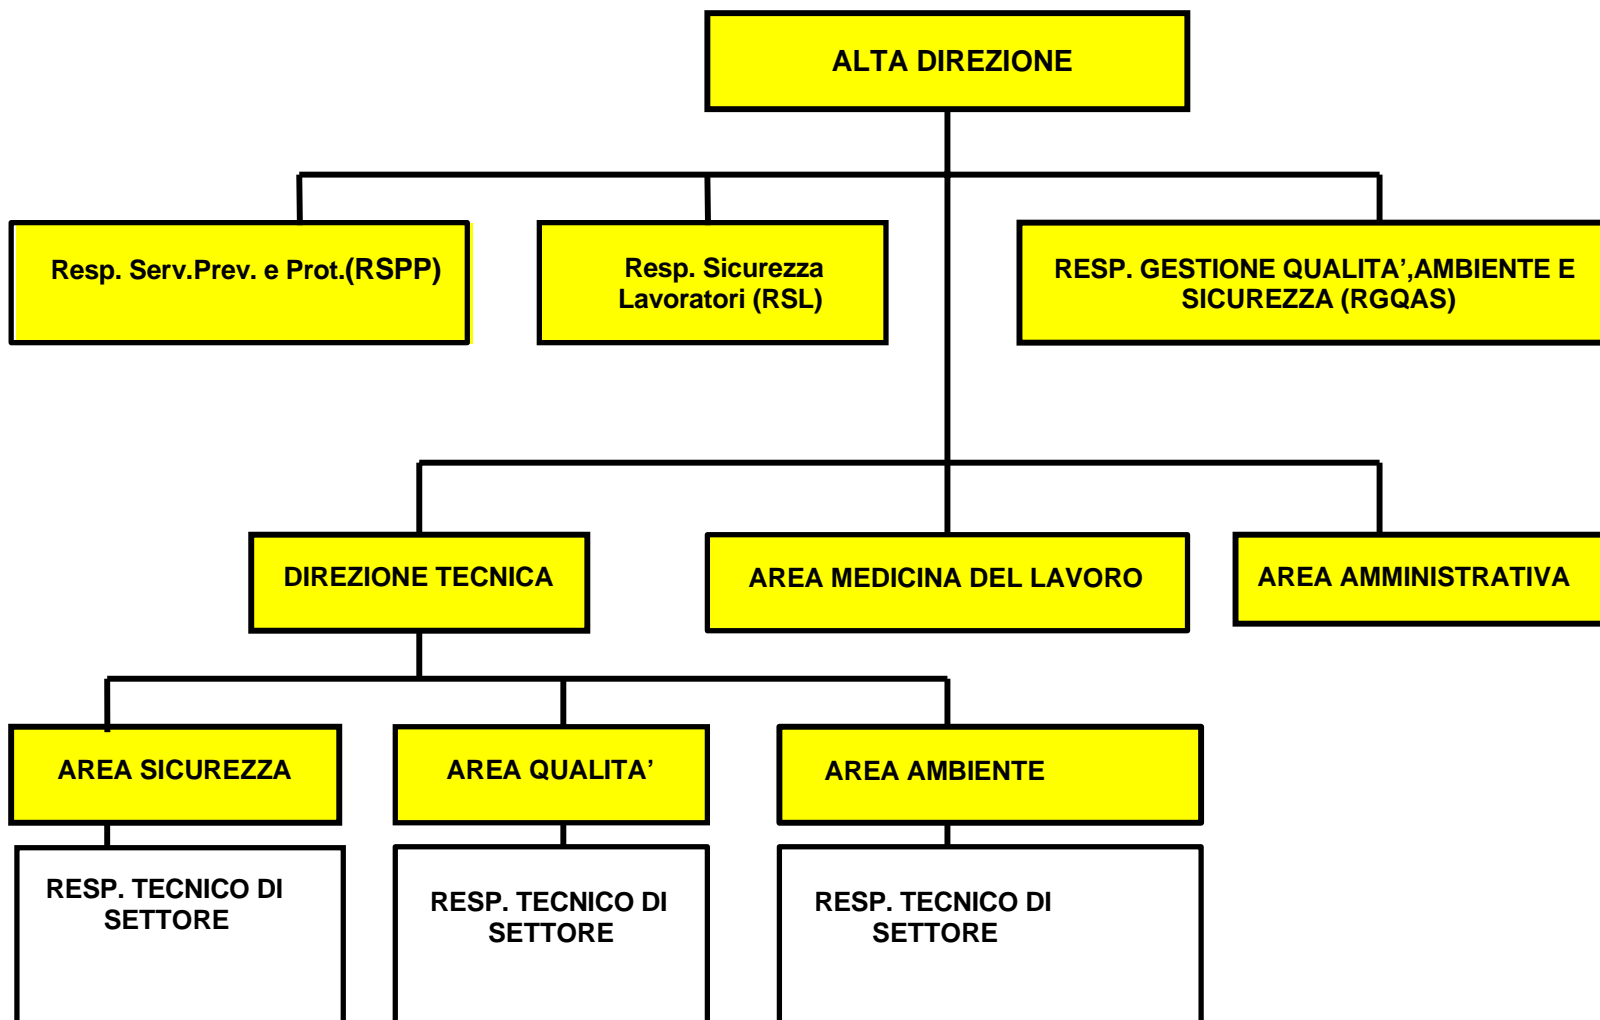 ALTA DIREZIONE
Resp. Serv.Prev. e Prot.(RSPP)
Resp. Sicurezza
Lavoratori (RSL)
RESP. GESTIONE QUALITA’,AMBIENTE E
SICUREZZA (RGQAS)
DIREZIONE TECNICA
AREA MEDICINA DEL LAVORO
AREA AMMINISTRATIVA
AREA SICUREZZA
AREA QUALITA’
AREA AMBIENTE
RESP. TECNICO DI
SETTORE
RESP. TECNICO DI
SETTORE
RESP. TECNICO DI
SETTORE